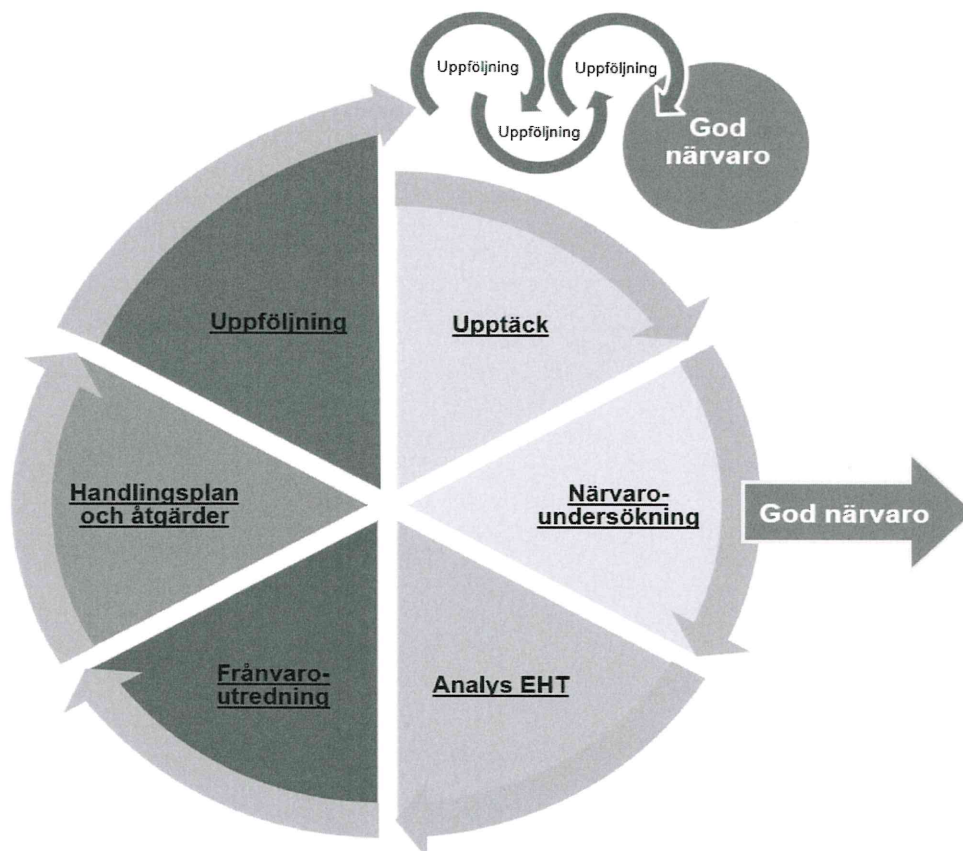 Uppföljning
Uppföljning
Uppföljning
God
närvaro
Uppföljning
Upptäck
Handlingsplan
och åtgärder
Närvaro-
undersökning
God närvaro
Frånvaro-
utredning
Analys EHT